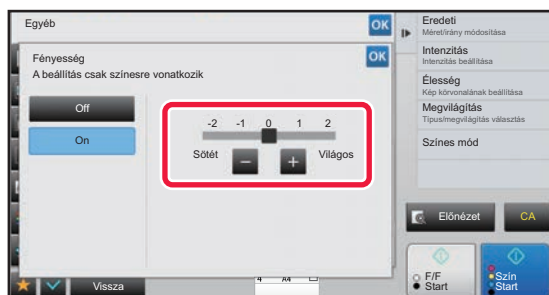 Egyéb
OK
Fényesség
OK
A beállítás csak színesre vonatkozik
Off
On
-2 -1 0 1 2
Sötét
Világos
Vissza
A4
Eredeti
Méret/irány módosítása
Intenzitás
Intenzitás beállítása
Élesség
Kép körvonalának beállítása
Megvilágítás
Típus/megvilágítás választás
Színes mód
Előnézet
CA
F/F
Start
Szín
Start